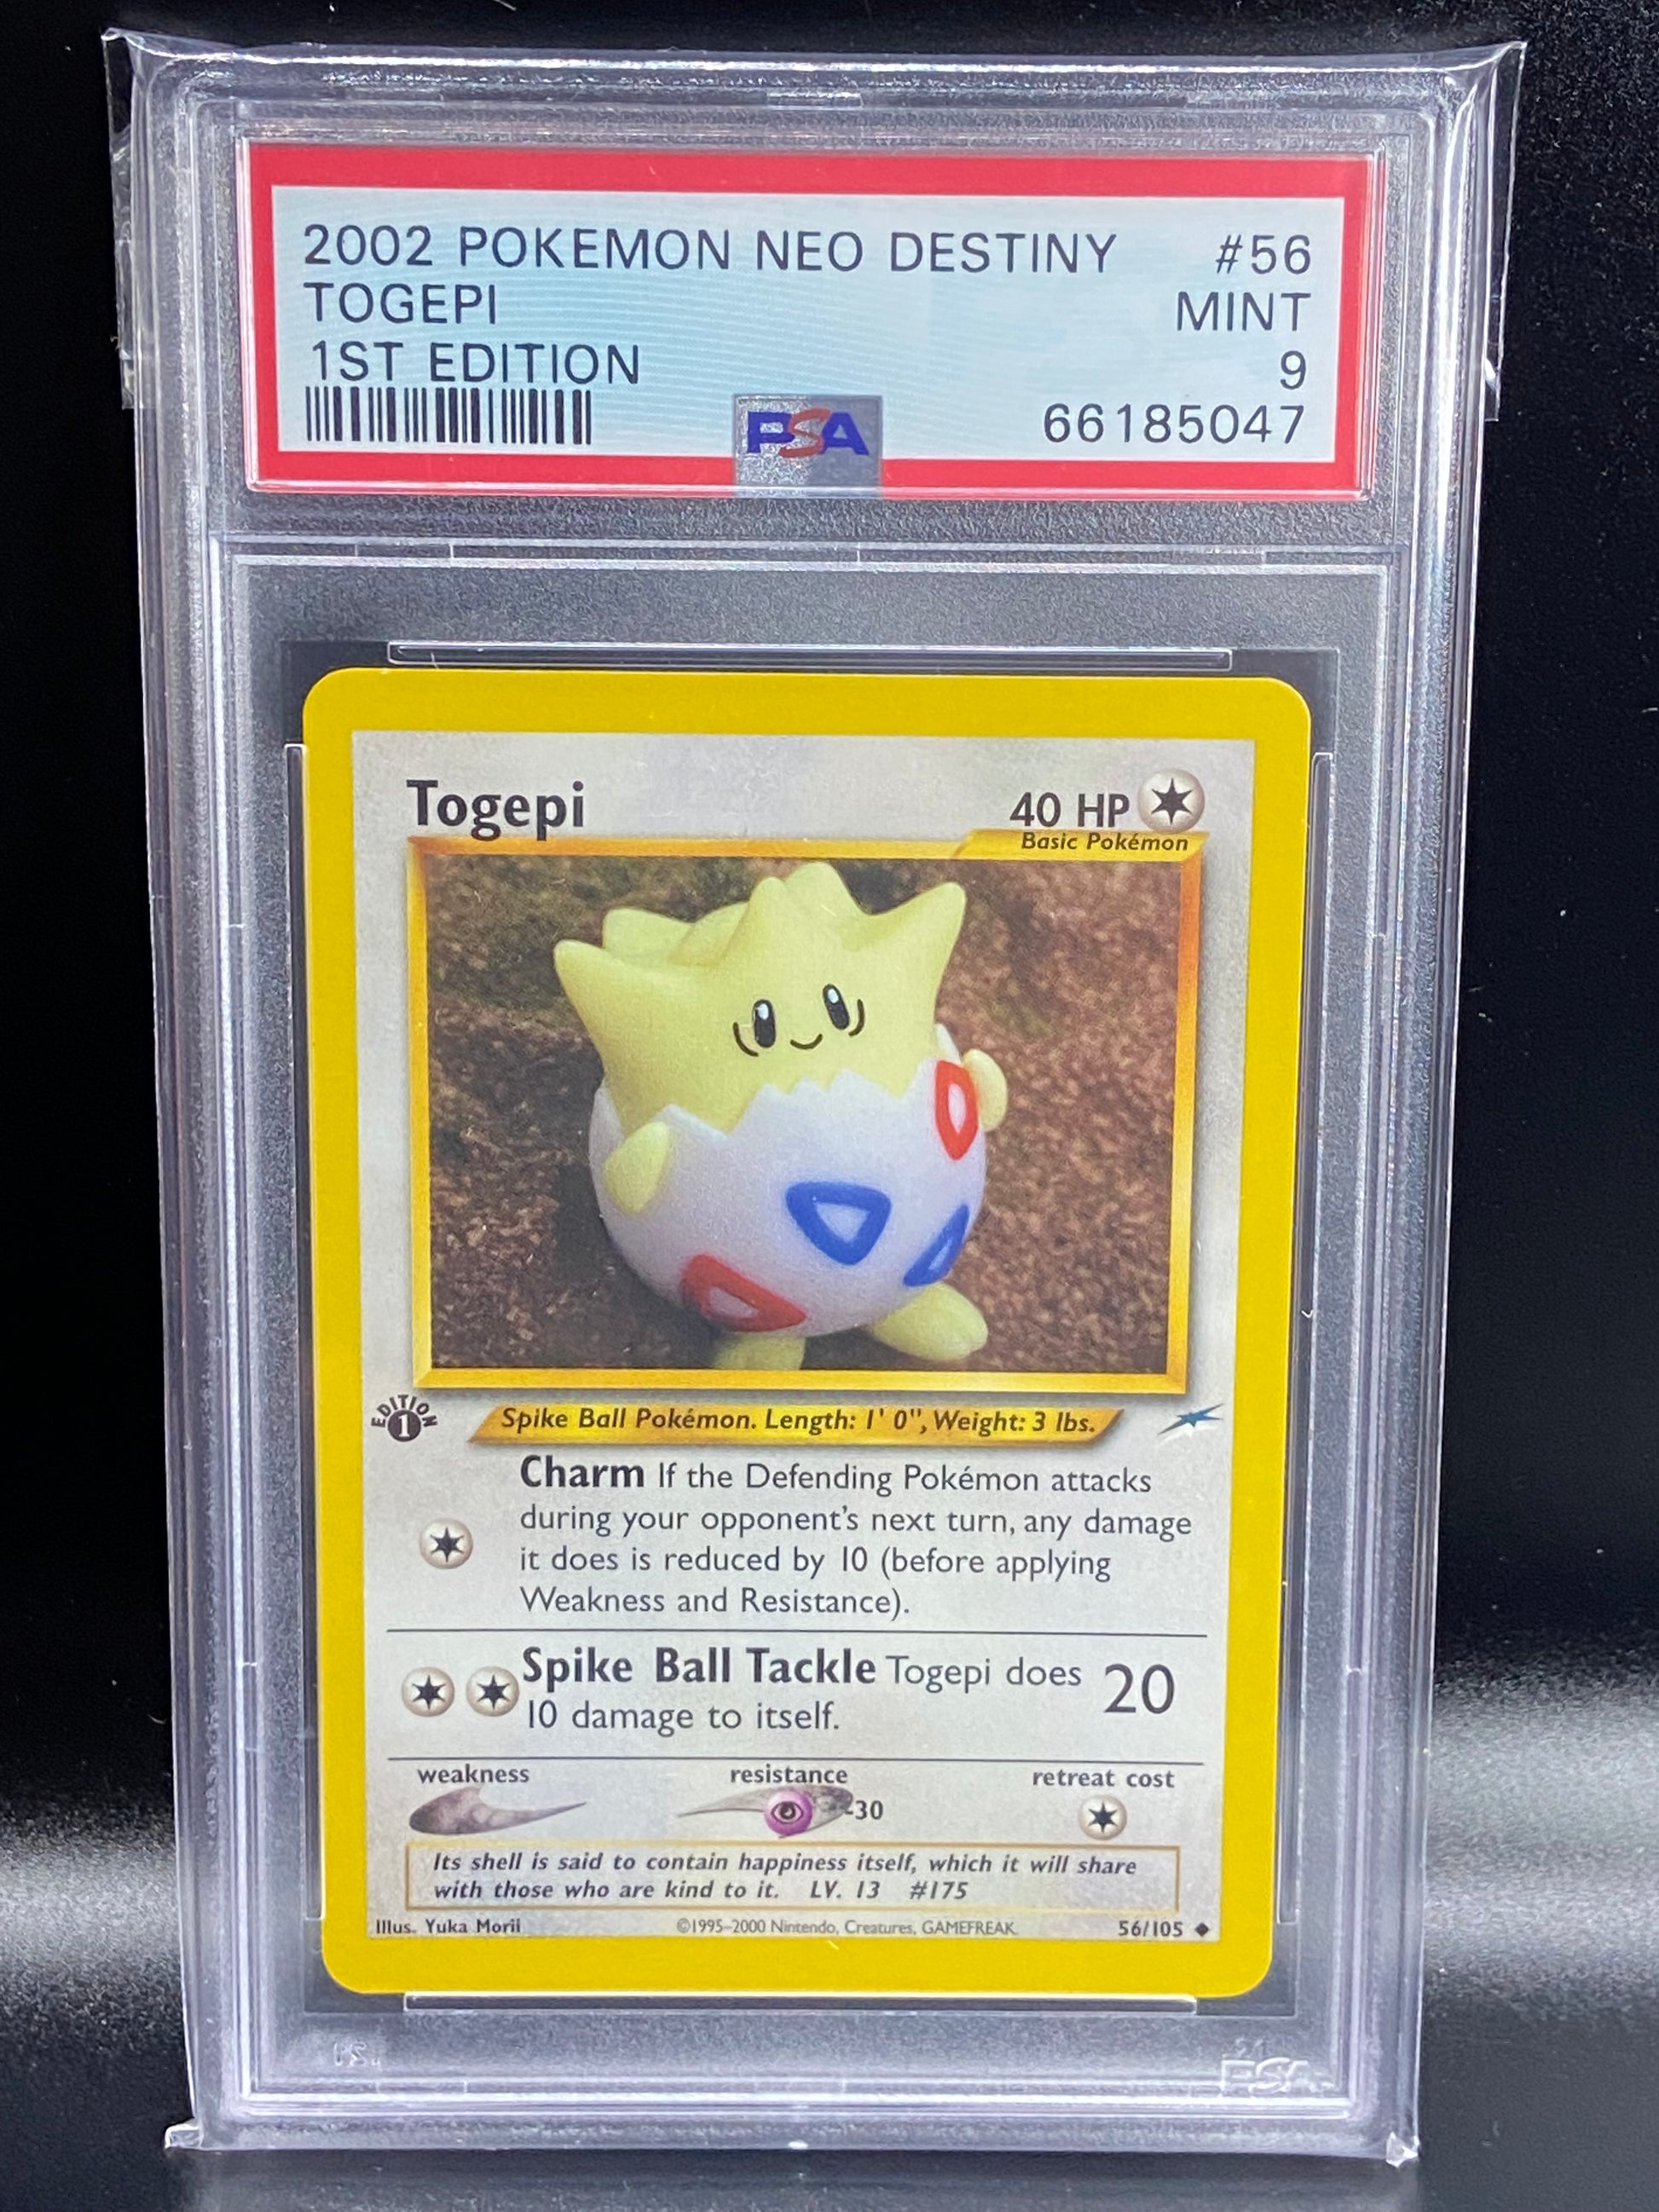 2002 POKEMON NEO DESTINY #56
TOGEPI MINT
1ST EDITION 9
PSA 66185047
Togepi 40 HP
Basic Pokémon
EDITION 1
Spike Ball Pokémon. Length: 1' 0", Weight: 3 lbs.
Charm If the Defending Pokémon attacks
during your opponent's next turn, any damage
it does is reduced by 10 (before applying
Weakness and Resistance).
Spike Ball Tackle Togepi does 20
10 damage to itself.
weakness resistance retreat cost
-30
Its shell is said to contain happiness itself, which it will share
with those who are kind to it. LV. 13 #175
Illus. Yuka Morii ©1995–2000 Nintendo, Creatures, GAMEFREAK. 56/105
PSA